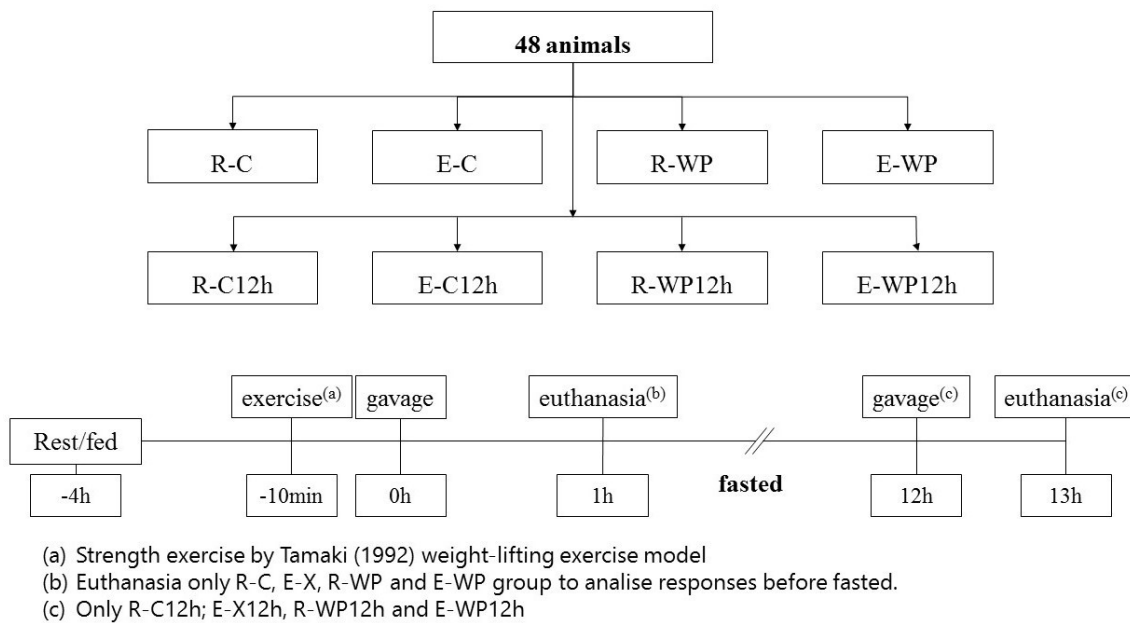 48 animals
R-C E-C R-WP E-WP
R-C12h E-C12h R-WP12h E-WP12h
exercise(a) gavage euthanasia(b) gavage(c) euthanasia(c)
Rest/fed
fasted
-4h -10min 0h 1h 12h 13h
(a) Strength exercise by Tamaki (1992) weight-lifting exercise model
(b) Euthanasia only R-C, E-X, R-WP and E-WP group to analise responses before fasted.
(c) Only R-C12h; E-X12h, R-WP12h and E-WP12h